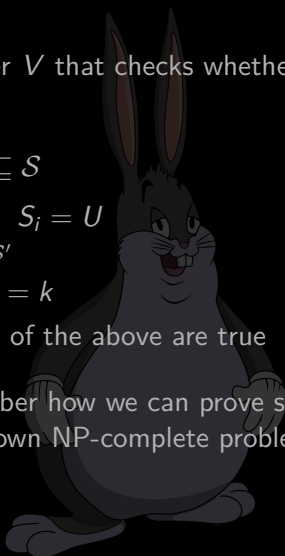 r V that checks whethe
⊆ 𝒮
S_i = U
s'
= k
of the above are true
ber how we can prove s
own NP-complete proble